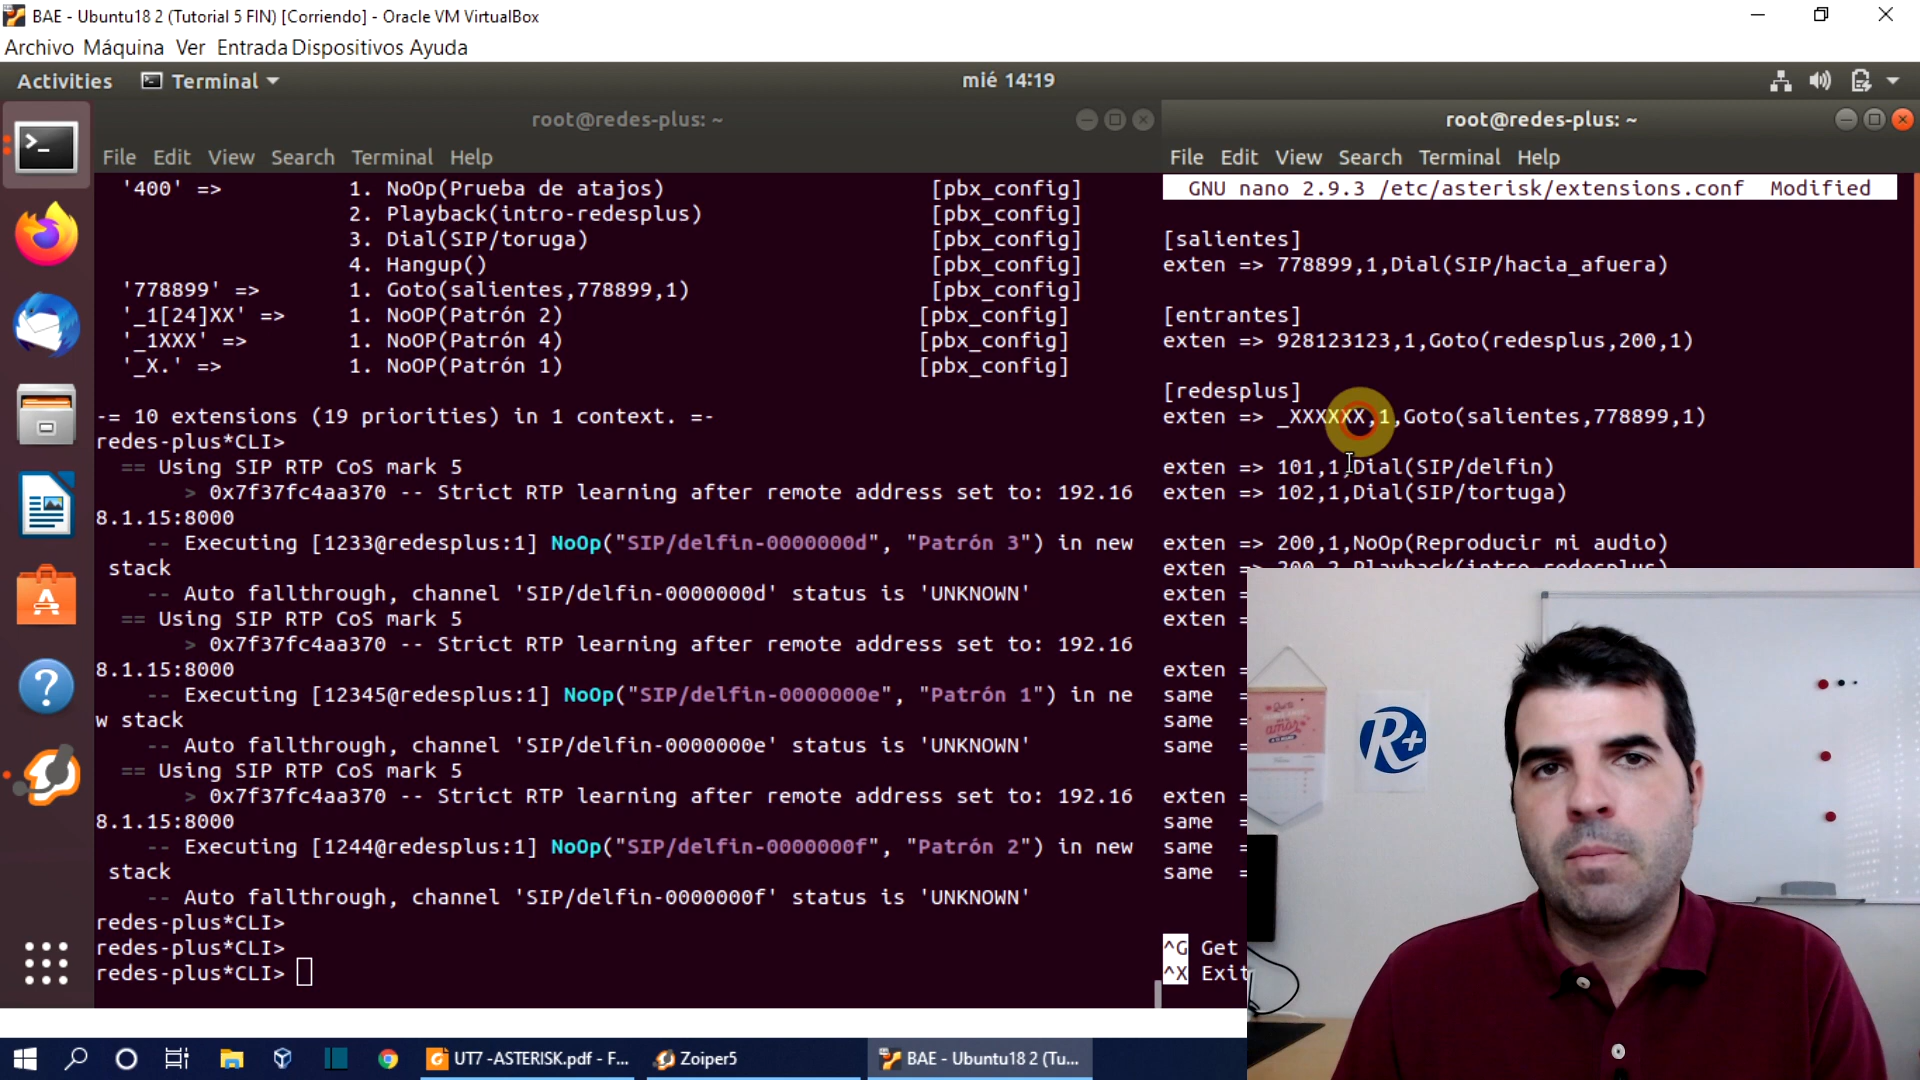 BAE - Ubuntu18 2 (Tutorial 5 FIN) [Corriendo] - Oracle VM VirtualBox
Archivo Máquina Ver Entrada Dispositivos Ayuda
Activities Terminal mié 14:19
root@redes-plus: ~
File Edit View Search Terminal Help
'400' => 1. NoOp(Prueba de atajos) [pbx_config]
2. Playback(intro-redesplus) [pbx_config]
3. Dial(SIP/toruga) [pbx_config]
4. Hangup() [pbx_config]
'778899' => 1. Goto(salientes,778899,1) [pbx_config]
'_1[24]XX' => 1. NoOP(Patrón 2) [pbx_config]
'_1XXX' => 1. NoOP(Patrón 4) [pbx_config]
'_X.' => 1. NoOP(Patrón 1) [pbx_config]
-= 10 extensions (19 priorities) in 1 context. =-
redes-plus*CLI>
== Using SIP RTP CoS mark 5
> 0x7f37fc4aa370 -- Strict RTP learning after remote address set to: 192.16
8.1.15:8000
-- Executing [1233@redesplus:1] NoOp("SIP/delfin-0000000d", "Patrón 3") in new
stack
-- Auto fallthrough, channel 'SIP/delfin-0000000d' status is 'UNKNOWN'
== Using SIP RTP CoS mark 5
> 0x7f37fc4aa370 -- Strict RTP learning after remote address set to: 192.16
8.1.15:8000
-- Executing [12345@redesplus:1] NoOp("SIP/delfin-0000000e", "Patrón 1") in ne
w stack
-- Auto fallthrough, channel 'SIP/delfin-0000000e' status is 'UNKNOWN'
== Using SIP RTP CoS mark 5
> 0x7f37fc4aa370 -- Strict RTP learning after remote address set to: 192.16
8.1.15:8000
-- Executing [1244@redesplus:1] NoOp("SIP/delfin-0000000f", "Patrón 2") in new
stack
-- Auto fallthrough, channel 'SIP/delfin-0000000f' status is 'UNKNOWN'
redes-plus*CLI>
redes-plus*CLI>
redes-plus*CLI>
root@redes-plus: ~
File Edit View Search Terminal Help
GNU nano 2.9.3 /etc/asterisk/extensions.conf Modified
[salientes]
exten => 778899,1,Dial(SIP/hacia_afuera)
[entrantes]
exten => 928123123,1,Goto(redesplus,200,1)
[redesplus]
exten => _XXXXXX,1,Goto(salientes,778899,1)
exten => 101,1,Dial(SIP/delfin)
exten => 102,1,Dial(SIP/tortuga)
exten => 200,1,NoOp(Reproducir mi audio)
exten => 200,2,Playback(intro-redesplus)
exten =
exten =
exten =
same =
same =
same =
exten =
same =
same =
same =
^G Get
^X Exit
R+
UT7 -ASTERISK.pdf - F...
Zoiper5
BAE - Ubuntu18 2 (Tu...